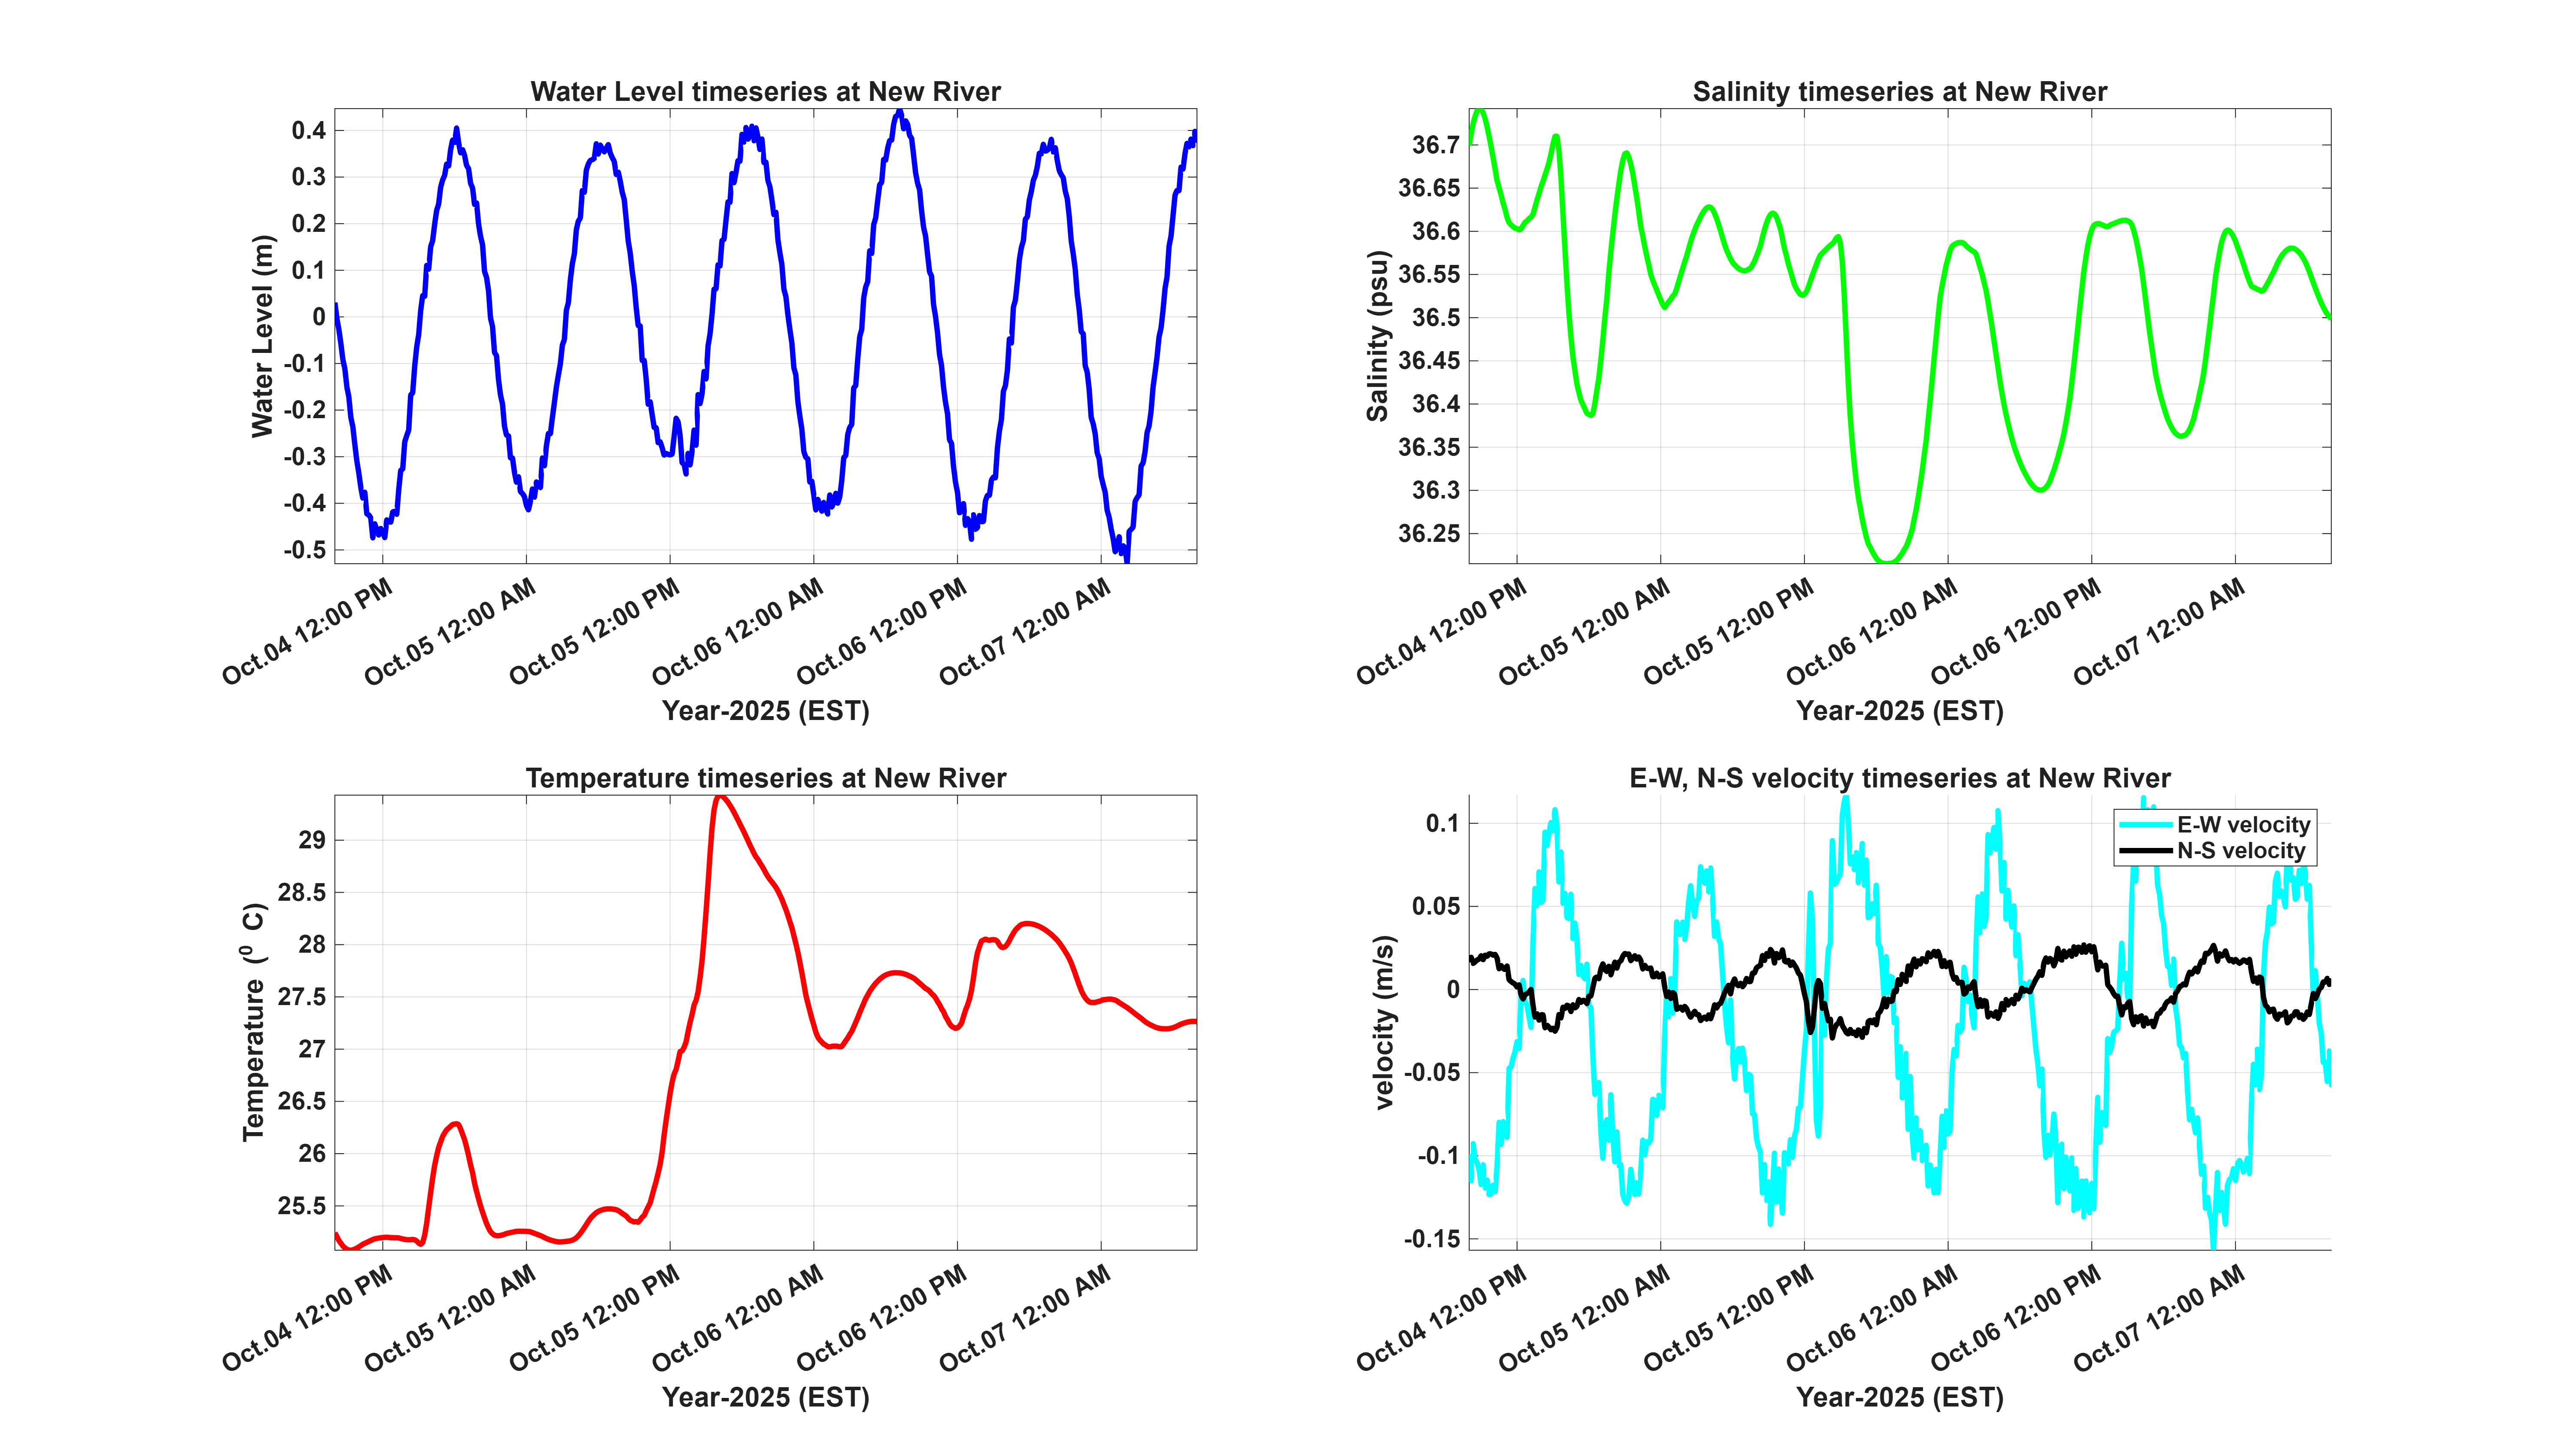 Water Level timeseries at New River
Water Level (m)
0.4
0.3
0.2
0.1
0
-0.1
-0.2
-0.3
-0.4
-0.5
Oct.04 12:00 PM
Oct.05 12:00 AM
Oct.05 12:00 PM
Oct.06 12:00 AM
Oct.06 12:00 PM
Oct.07 12:00 AM
Year-2025 (EST)
Salinity timeseries at New River
Salinity (psu)
36.7
36.65
36.6
36.55
36.5
36.45
36.4
36.35
36.3
36.25
Oct.04 12:00 PM
Oct.05 12:00 AM
Oct.05 12:00 PM
Oct.06 12:00 AM
Oct.06 12:00 PM
Oct.07 12:00 AM
Year-2025 (EST)
Temperature timeseries at New River
Temperature (⁰ C)
29
28.5
28
27.5
27
26.5
26
25.5
Oct.04 12:00 PM
Oct.05 12:00 AM
Oct.05 12:00 PM
Oct.06 12:00 AM
Oct.06 12:00 PM
Oct.07 12:00 AM
Year-2025 (EST)
E-W, N-S velocity timeseries at New River
velocity (m/s)
0.1
0.05
0
-0.05
-0.1
-0.15
E-W velocity
N-S velocity
Oct.04 12:00 PM
Oct.05 12:00 AM
Oct.05 12:00 PM
Oct.06 12:00 AM
Oct.06 12:00 PM
Oct.07 12:00 AM
Year-2025 (EST)